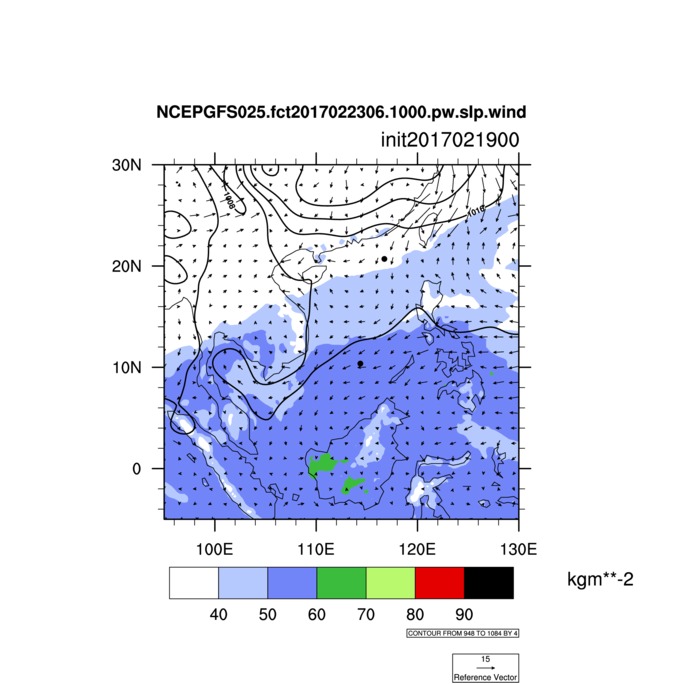 NCEPGFS025.fct2017022306.1000.pw.slp.wind
init2017021900
30N
1008
1016
20N
10N
0
100E 110E 120E 130E
40 50 60 70 80 90
kgm**-2
CONTOUR FROM 948 TO 1084 BY 4
15
Reference Vector